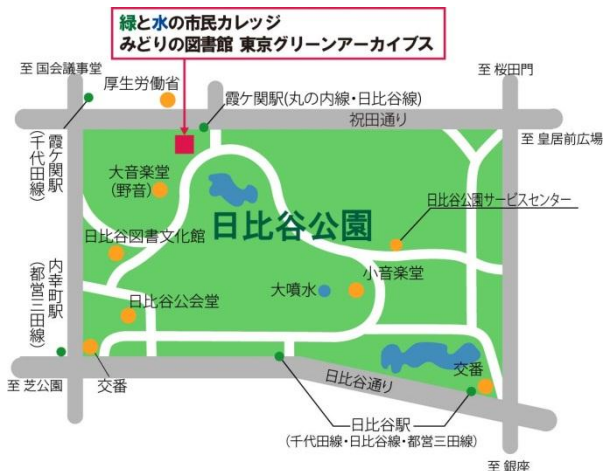 緑と水の市民カレッジ
みどりの図書館 東京グリーンアーカイブス
至 国会議事堂
厚生労働省
至 桜田門
霞ケ関駅(丸の内線・日比谷線)
祝田通り
霞ケ関駅
(千代田線)
至 皇居前広場
大音楽堂
(野音)
日比谷公園サービスセンター
日比谷公園
日比谷図書文化館
内幸町駅
(都営三田線)
小音楽堂
大噴水
日比谷公会堂
交番
至 芝公園
交番
日比谷通り
日比谷駅
(千代田線・日比谷線・都営三田線)
至 銀座